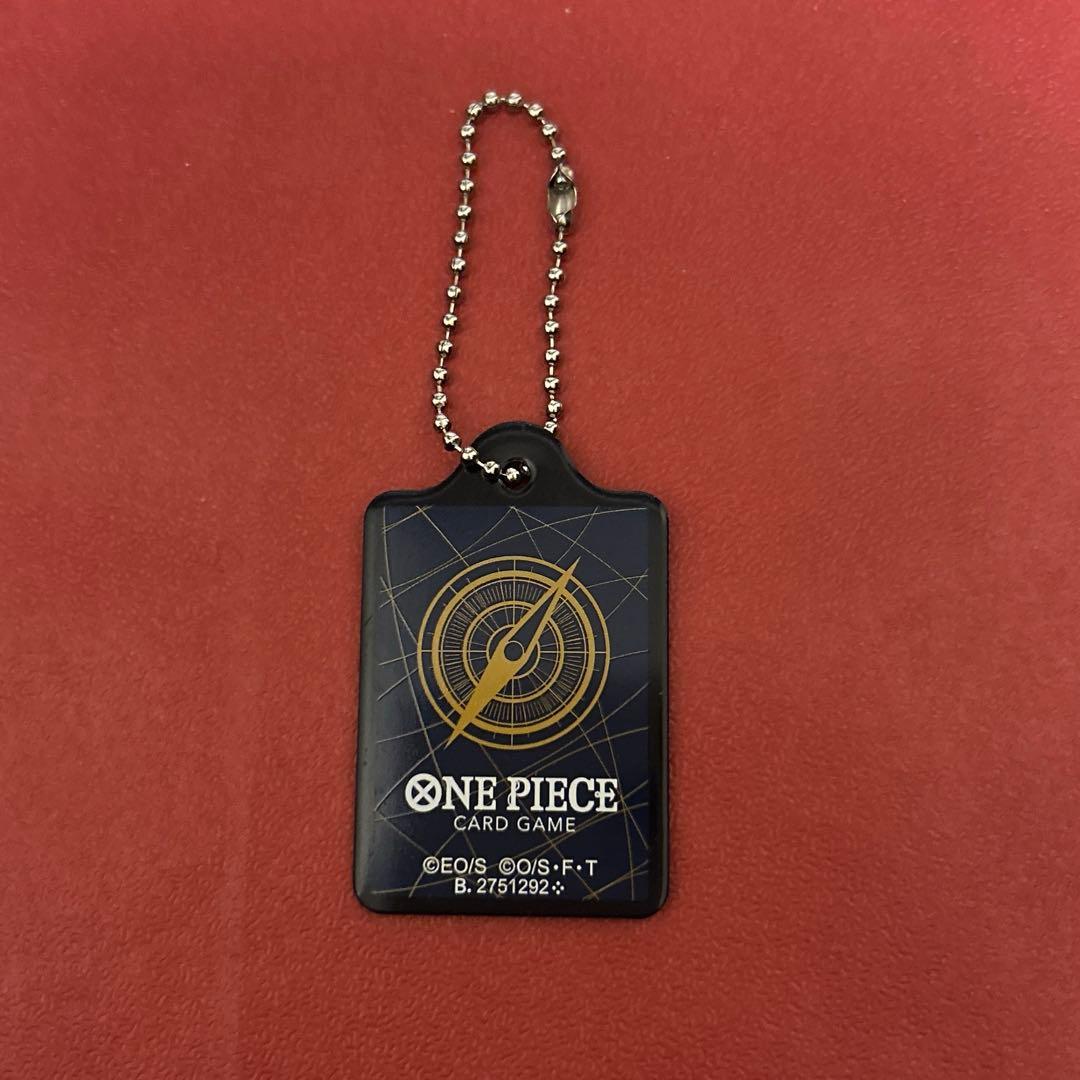 ONE PIECE
CARD GAME
©EO/S ©O/S・F・T
B. 2751292